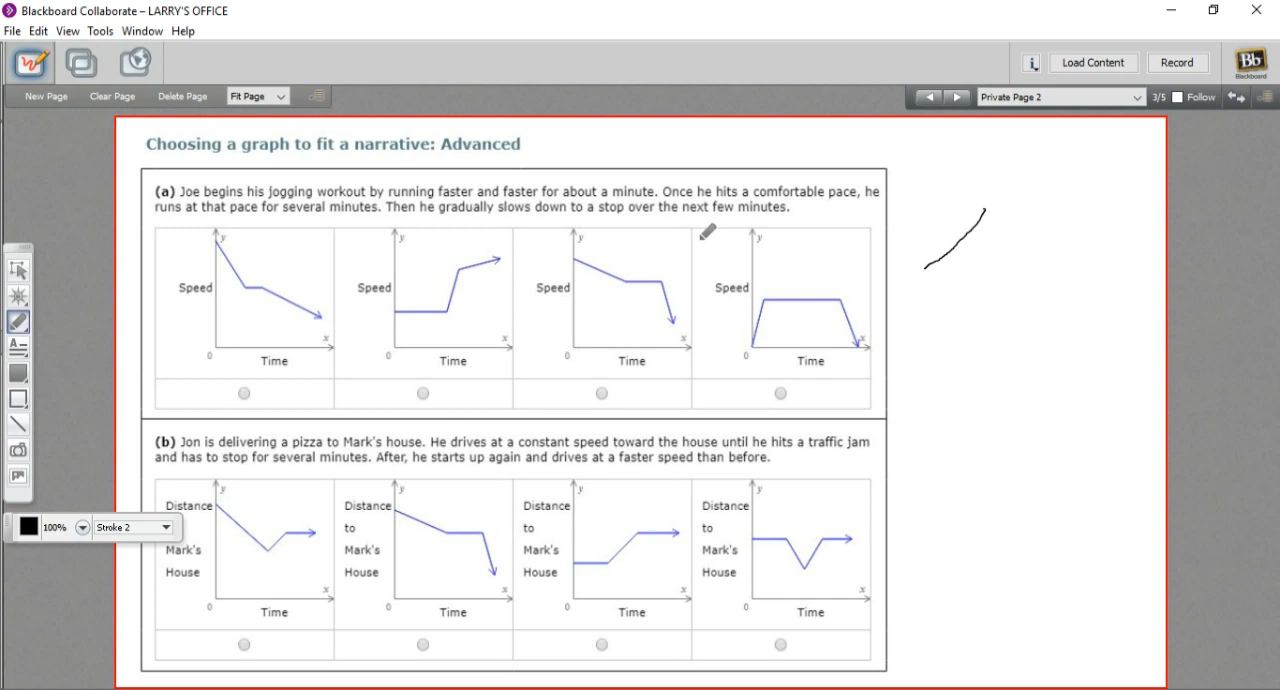 Blackboard Collaborate – LARRY'S OFFICE
File Edit View Tools Window Help
Load Content Record Bb
Blackboard
New Page Clear Page Delete Page Fit Page Private Page 2 3/5 Follow
Choosing a graph to fit a narrative: Advanced
(a) Joe begins his jogging workout by running faster and faster for about a minute. Once he hits a comfortable pace, he
runs at that pace for several minutes. Then he gradually slows down to a stop over the next few minutes.
y y y y
Speed Speed Speed Speed
x x x x
0 0 0 0
Time Time Time Time
(b) Jon is delivering a pizza to Mark's house. He drives at a constant speed toward the house until he hits a traffic jam
and has to stop for several minutes. After, he starts up again and drives at a faster speed than before.
y y y y
Distance Distance Distance Distance
100% Stroke 2 to to to
Mark's Mark's Mark's Mark's
House House House House
x x x x
0 0 0 0
Time Time Time Time